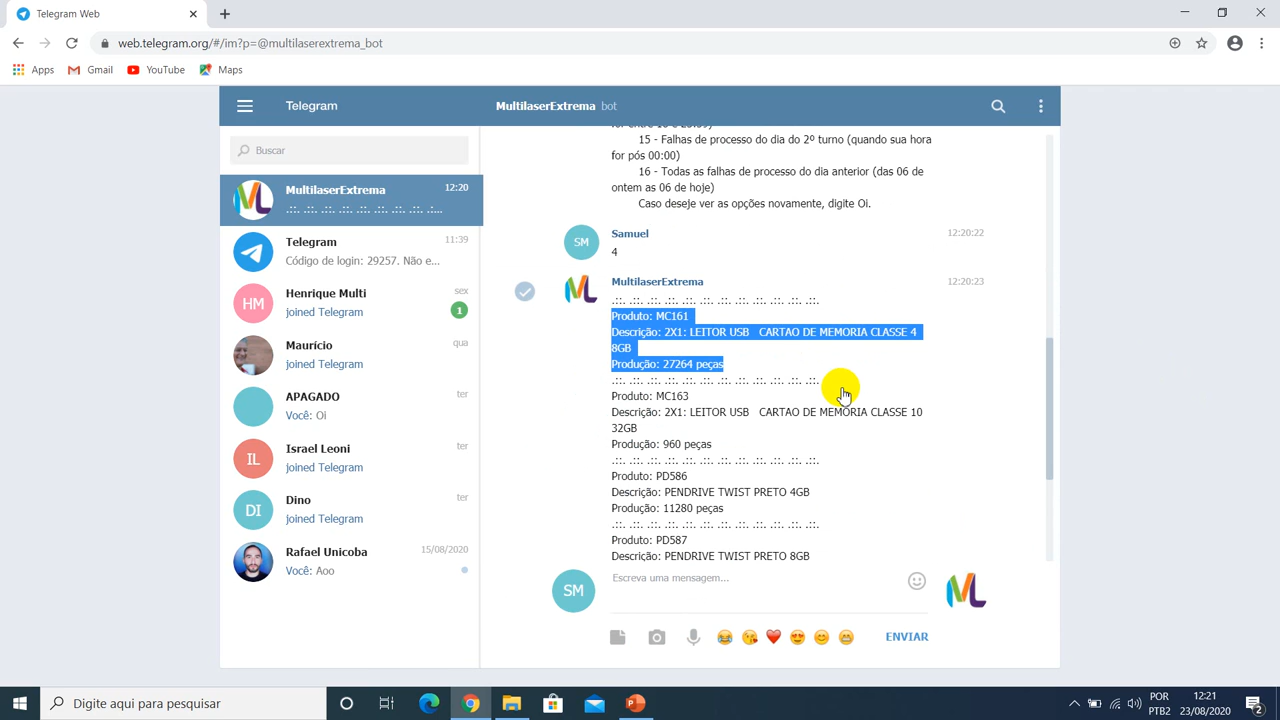 Telegram Web
web.telegram.org/#/im?p=@multilaserextrema_bot
Apps Gmail YouTube Maps
Telegram
MultilaserExtrema bot
Buscar
MultilaserExtrema 12:20
.::. .::. .::. .::. .::. .::. .::. .::. .:...
Telegram 11:39
Código de login: 29257. Não e...
HM
Henrique Multi sex
joined Telegram 1
Maurício qua
joined Telegram
APAGADO ter
Você: Oi
IL
Israel Leoni ter
joined Telegram
DI
Dino ter
joined Telegram
Rafael Unicoba 15/08/2020
Você: Aoo
15 - Falhas de processo do dia do 2º turno (quando sua hora
for pós 00:00)
16 - Todas as falhas de processo do dia anterior (das 06 de
ontem as 06 de hoje)
Caso deseje ver as opções novamente, digite Oi.
SM
Samuel 12:20:22
4
MultilaserExtrema 12:20:23
.::. .::. .::. .::. .::. .::. .::. .::. .::. .::. .::. .::.
Produto: MC161
Descrição: 2X1: LEITOR USB CARTAO DE MEMORIA CLASSE 4
8GB
Produção: 27264 peças
.::. .::. .::. .::. .::. .::. .::. .::. .::. .::. .::. .::.
Produto: MC163
Descrição: 2X1: LEITOR USB CARTAO DE MEMORIA CLASSE 10
32GB
Produção: 960 peças
.::. .::. .::. .::. .::. .::. .::. .::. .::. .::. .::. .::.
Produto: PD586
Descrição: PENDRIVE TWIST PRETO 4GB
Produção: 11280 peças
.::. .::. .::. .::. .::. .::. .::. .::. .::. .::. .::. .::.
Produto: PD587
Descrição: PENDRIVE TWIST PRETO 8GB
SM
Escreva uma mensagem...
ENVIAR
Digite aqui para pesquisar
POR
PTB2
12:21
23/08/2020
2